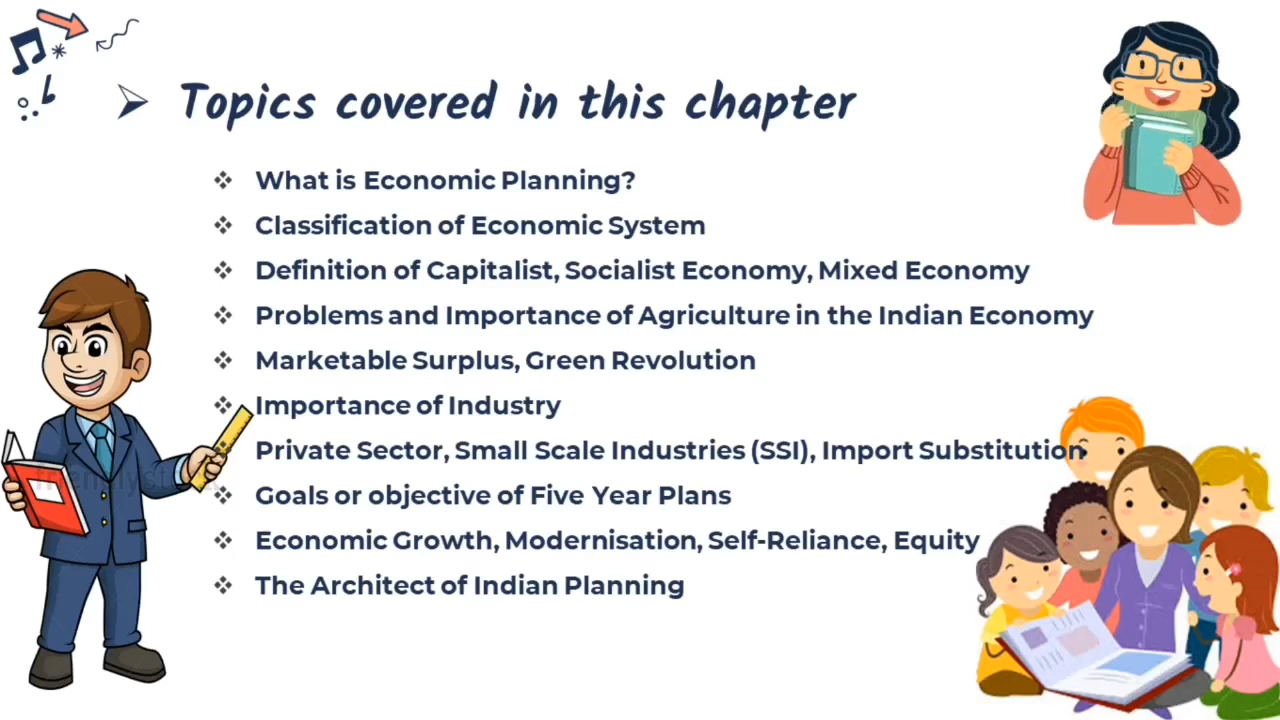 Topics covered in this chapter
What is Economic Planning?
Classification of Economic System
Definition of Capitalist, Socialist Economy, Mixed Economy
Problems and Importance of Agriculture in the Indian Economy
Marketable Surplus, Green Revolution
Importance of Industry
Private Sector, Small Scale Industries (SSI), Import Substitution
Goals or objective of Five Year Plans
Economic Growth, Modernisation, Self-Reliance, Equity
The Architect of Indian Planning